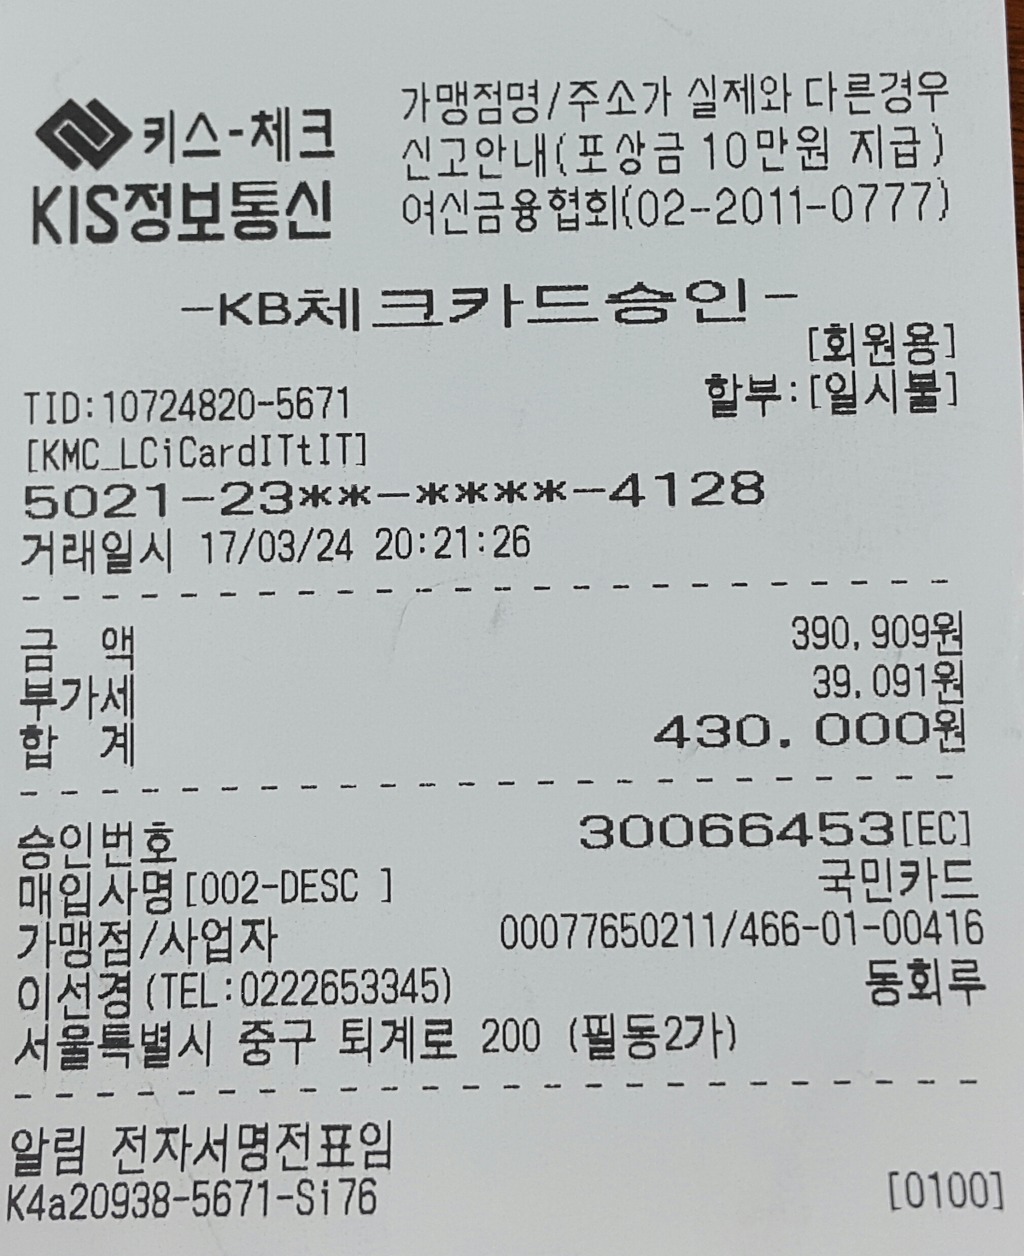 키스-체크
KIS정보통신
가맹점명/주소가 실제와 다른경우
신고안내(포상금 10만원 지급)
여신금융협회(02-2011-0777)
-KB체크카드승인-
[회원용]
TID:10724820-5671 할부:[일시불]
[KMC_LCiCardITtIT]
5021-23**-****-4128
거래일시 17/03/24 20:21:26
금 액 390,909원
부가세 39,091원
합 계 430,000원
승인번호 30066453[EC]
매입사명[002-DESC ] 국민카드
가맹점/사업자 00077650211/466-01-00416
이선경(TEL:0222653345) 동회루
서울특별시 중구 퇴계로 200 (필동2가)
알림 전자서명전표임
K4a20938-5671-Si76 [0100]